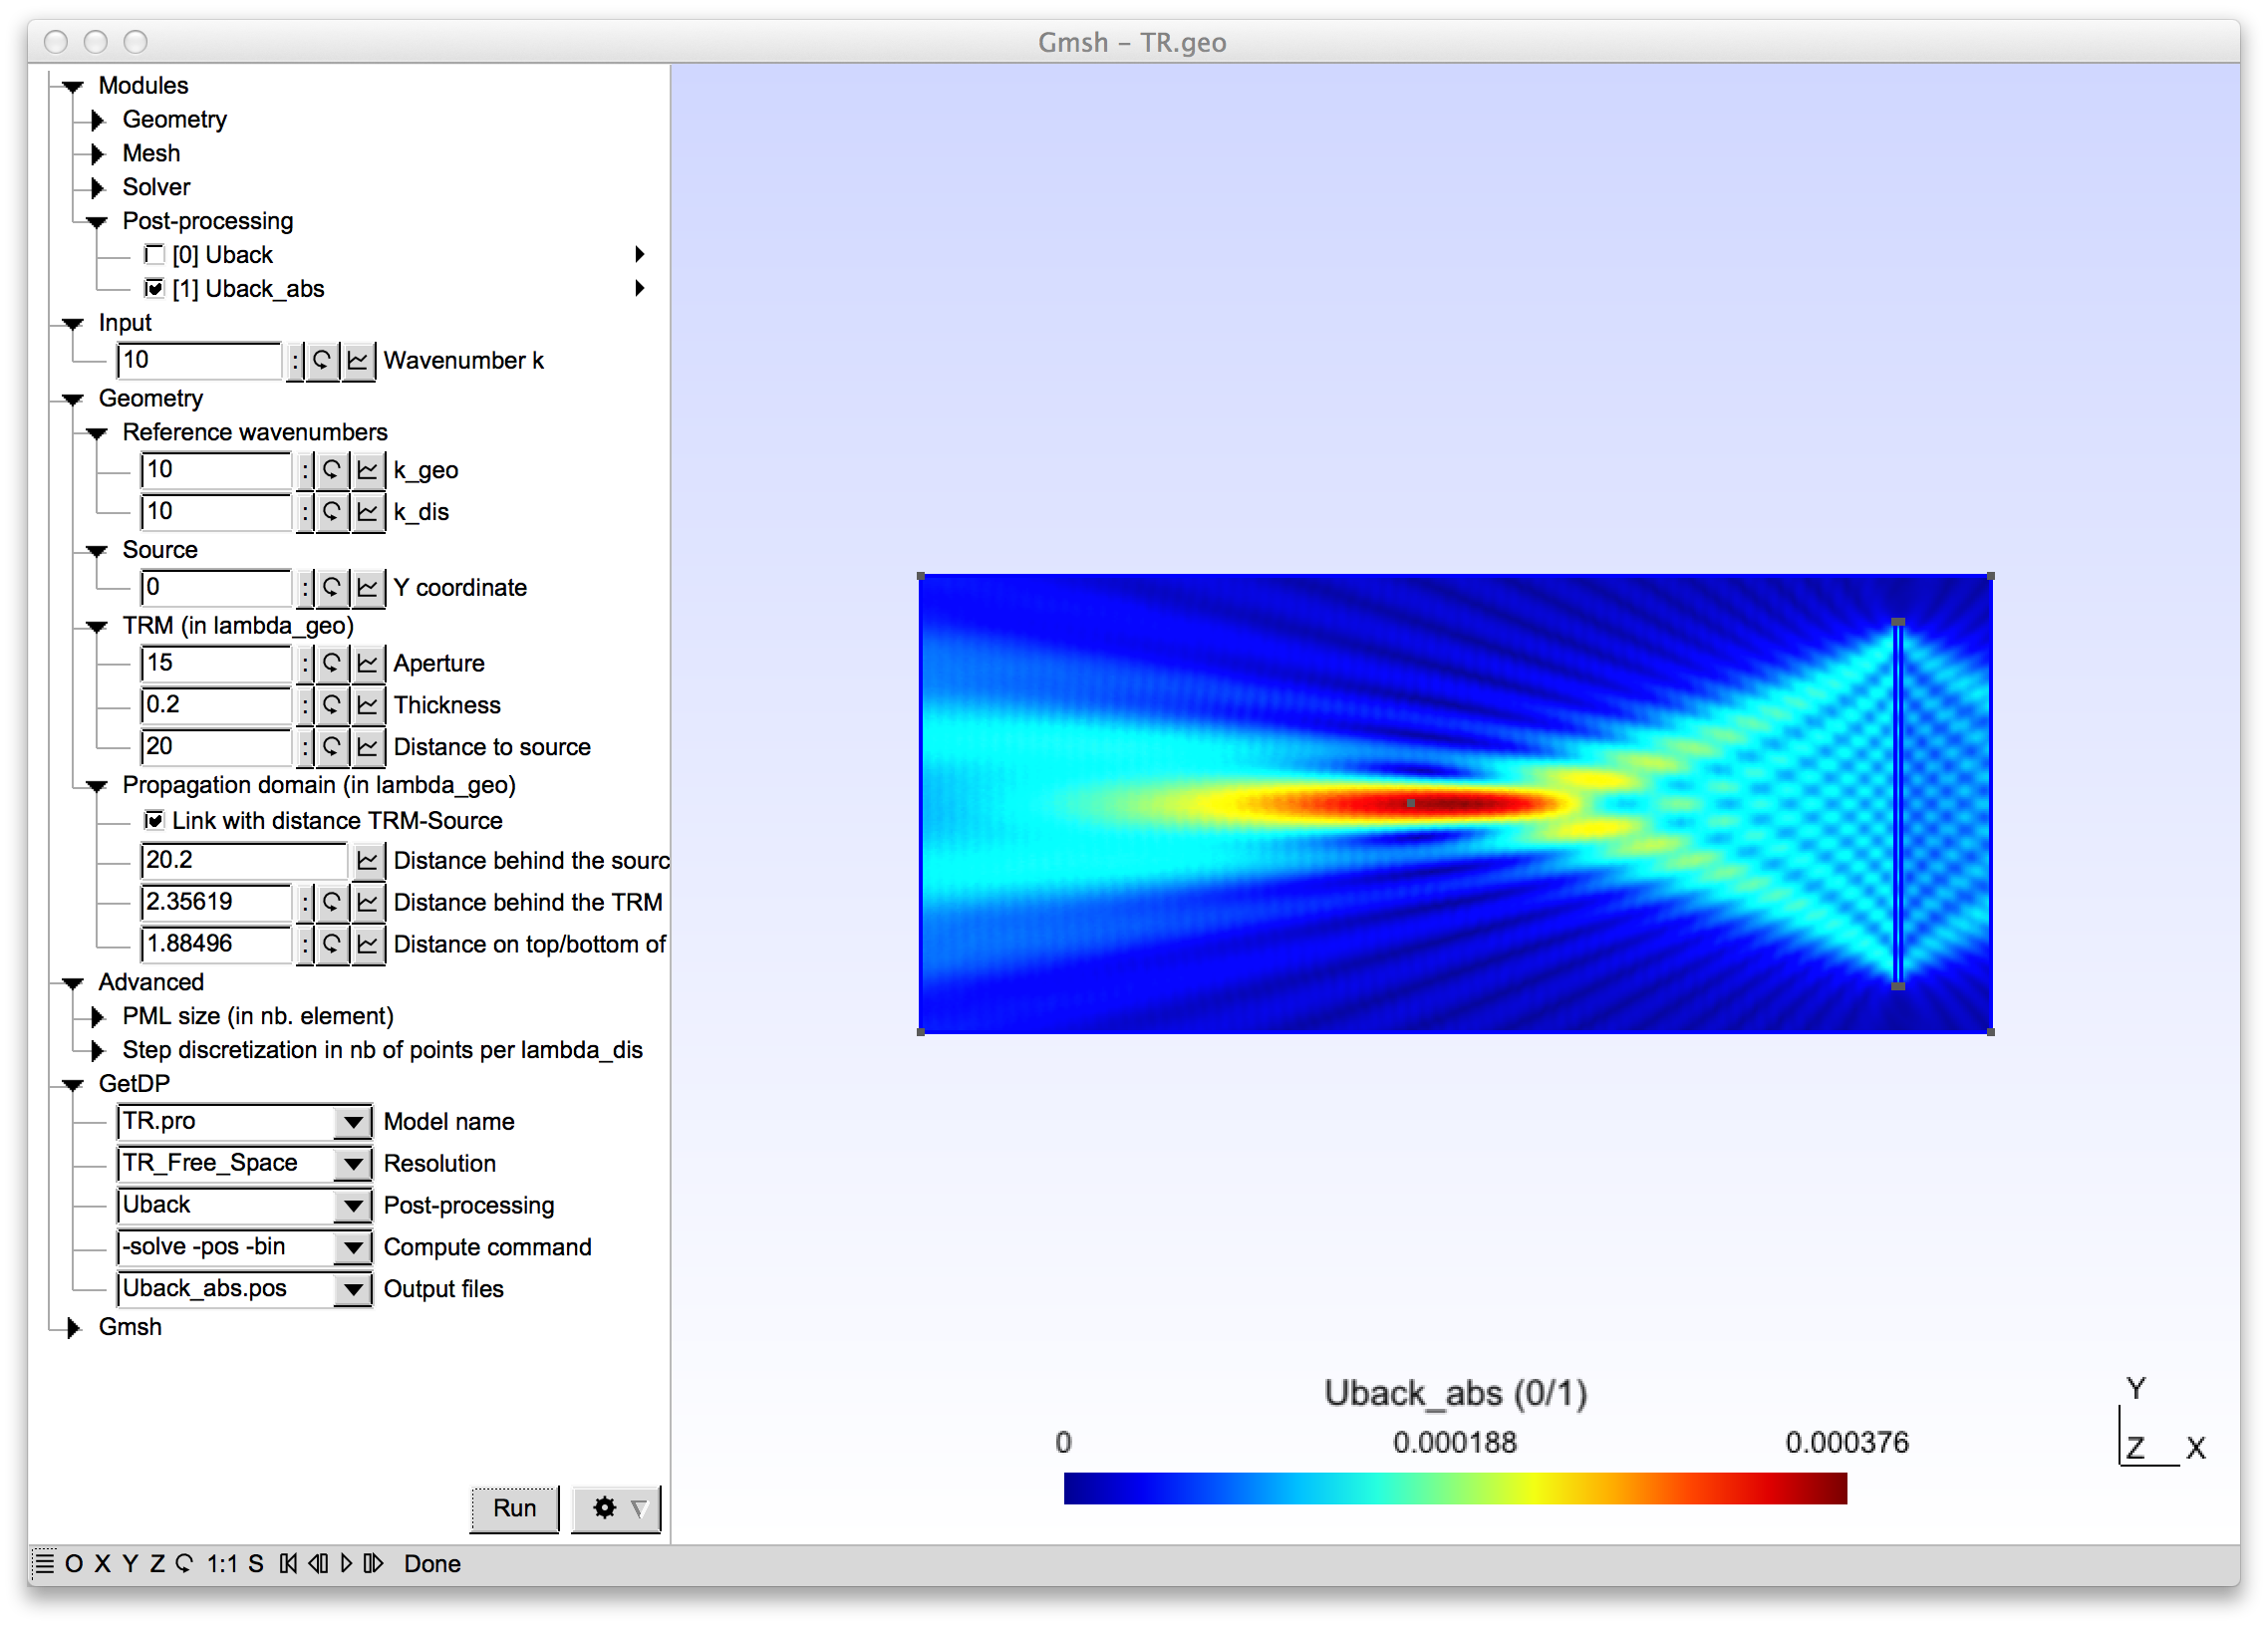 Gmsh - TR.geo
Modules
Geometry
Mesh
Solver
Post-processing
[0] Uback
[1] Uback_abs
Input
10 : Wavenumber k
Geometry
Reference wavenumbers
10 : k_geo
10 : k_dis
Source
0 : Y coordinate
TRM (in lambda_geo)
15 : Aperture
0.2 : Thickness
20 : Distance to source
Propagation domain (in lambda_geo)
Link with distance TRM-Source
20.2 Distance behind the sourc
2.35619 : Distance behind the TRM
1.88496 : Distance on top/bottom of
Advanced
PML size (in nb. element)
Step discretization in nb of points per lambda_dis
GetDP
TR.pro Model name
TR_Free_Space Resolution
Uback Post-processing
-solve -pos -bin Compute command
Uback_abs.pos Output files
Gmsh
Run
Uback_abs (0/1)
0 0.000188 0.000376
Y
Z X
O X Y Z 1:1 S Done